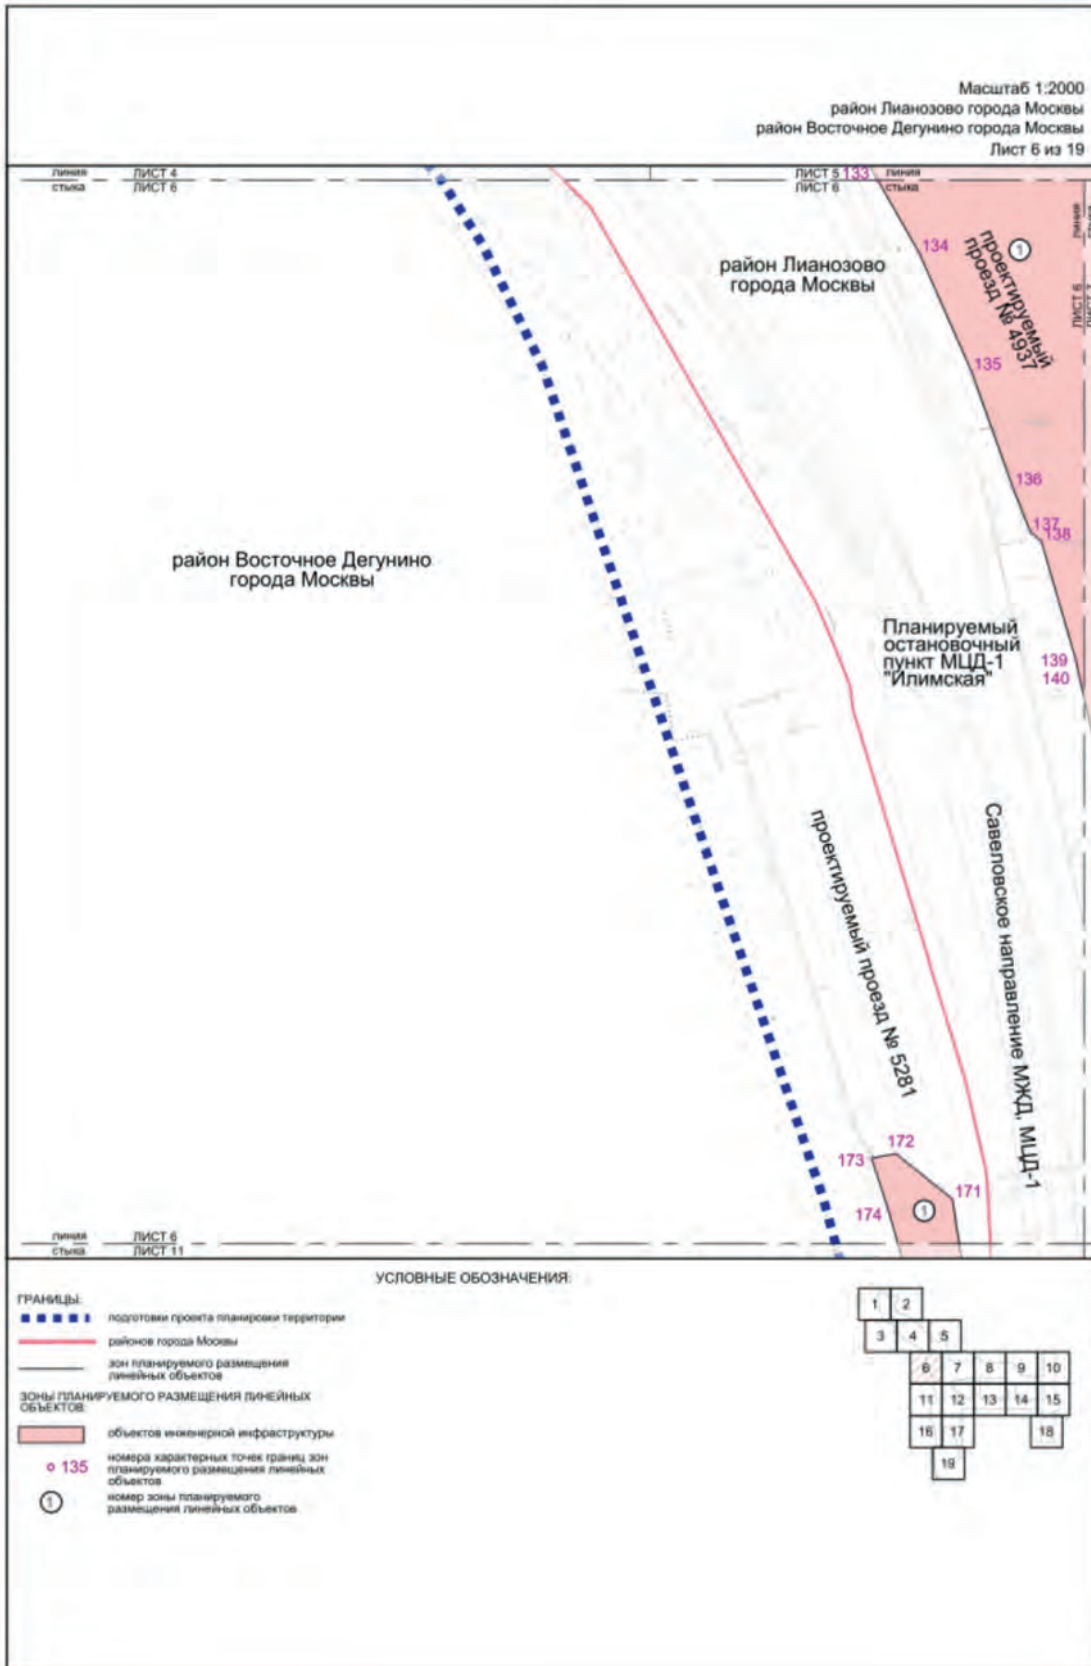 Масштаб 1:2000
район Лианозово города Москвы
район Восточное Дегунино города Москвы
Лист 6 из 19
линия ЛИСТ 4
стыка ЛИСТ 6
ЛИСТ 5 133 линия
ЛИСТ 6 стыка
линия
ЛИСТ 6
134
1
проектируемый
проезд № 4937
район Лианозово
города Москвы
135
136
137
138
район Восточное Дегунино
города Москвы
Планируемый
остановочный
пункт МЦД-1
"Илимская"
139
140
проектируемый проезд № 5281
Савеловское направление МЖД, МЦД-1
172
173
171
174
1
линия ЛИСТ 6
стыка ЛИСТ 11
УСЛОВНЫЕ ОБОЗНАЧЕНИЯ:
ГРАНИЦЫ:
подготовки проекта планировки территории
районов города Москвы
зон планируемого размещения
линейных объектов
ЗОНЫ ПЛАНИРУЕМОГО РАЗМЕЩЕНИЯ ЛИНЕЙНЫХ
ОБЪЕКТОВ:
объектов инженерной инфраструктуры
135 номера характерных точек границ зон
планируемого размещения линейных
объектов
1 номер зоны планируемого
размещения линейных объектов
1 2
3 4 5
6 7 8 9 10
11 12 13 14 15
16 17 18
19